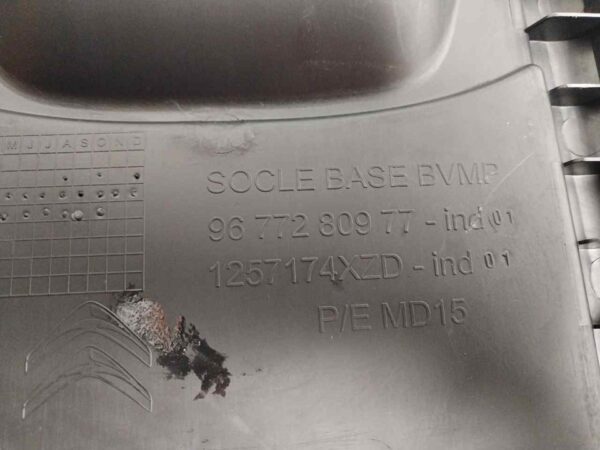 M J J A S O N D
SOCLE BASE BVMP
96 772 809 77 - ind 01
1257174XZD - ind 01
P/E MD15